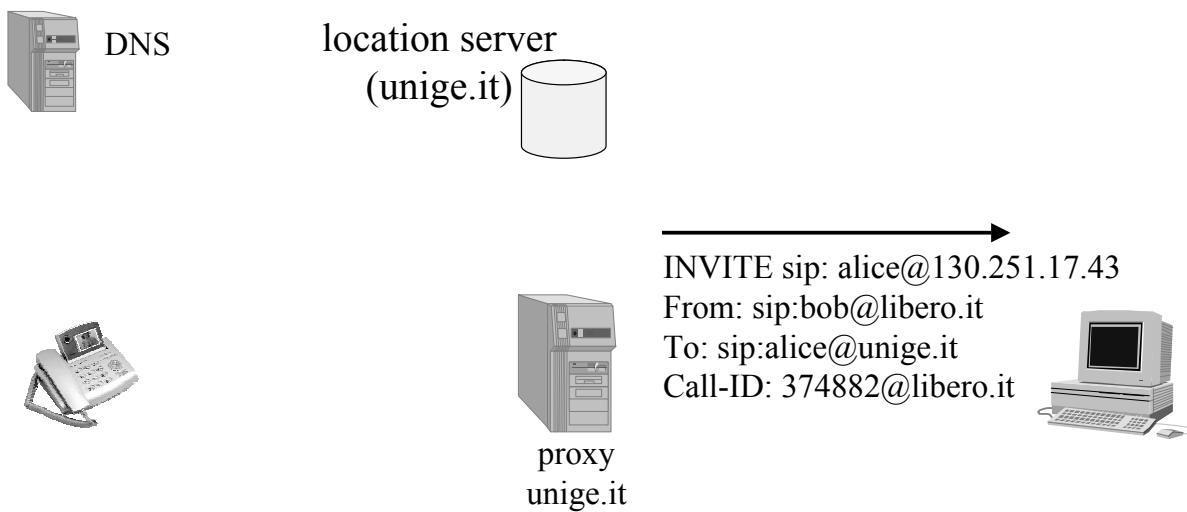 DNS
location server
(unige.it)
INVITE sip: alice@130.251.17.43
From: sip:bob@libero.it
To: sip:alice@unige.it
Call-ID: 374882@libero.it
proxy
unige.it